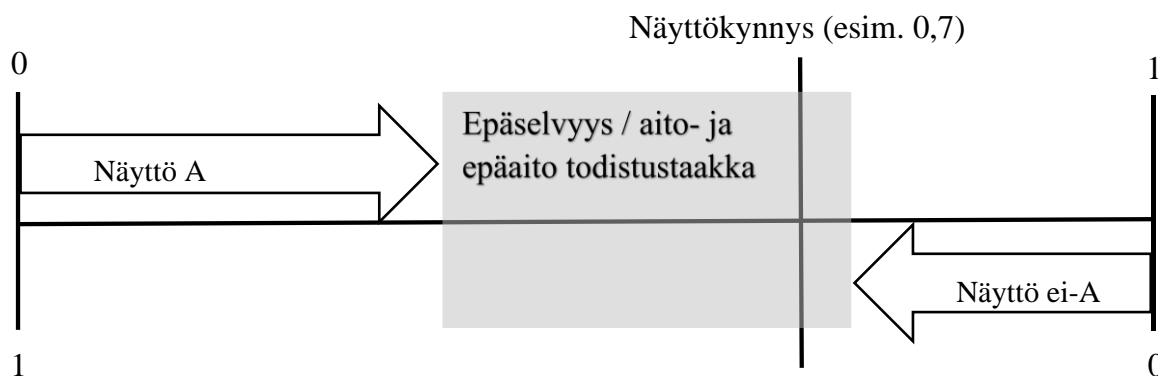 Näyttökynnys (esim. 0,7)
0
1
Epäselvyys / aito- ja
epäaito todistustaakka
Näyttö A
Näyttö ei-A
1
0